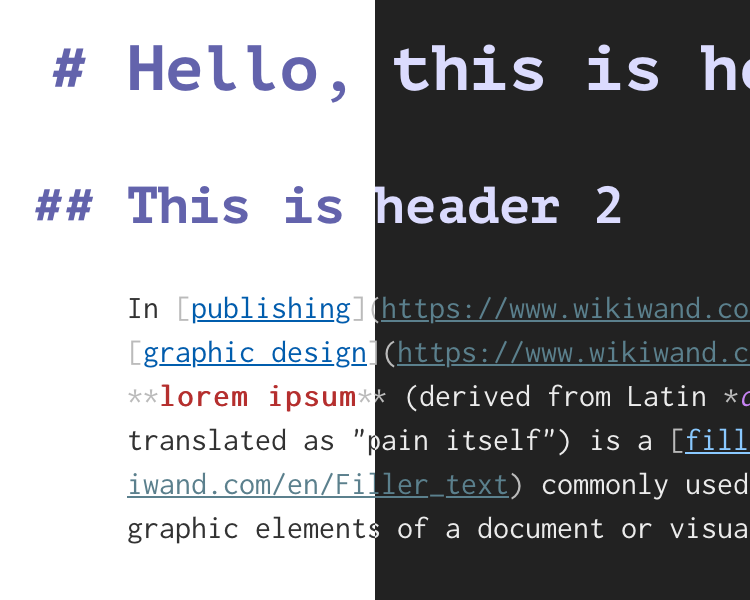 # Hello, this is he
## This is header 2
In [publishing](https://www.wikiwand.co
[graphic design](https://www.wikiwand.c
**lorem ipsum** (derived from Latin *
translated as "pain itself") is a [fill
iwand.com/en/Filler_text) commonly used
graphic elements of a document or visua